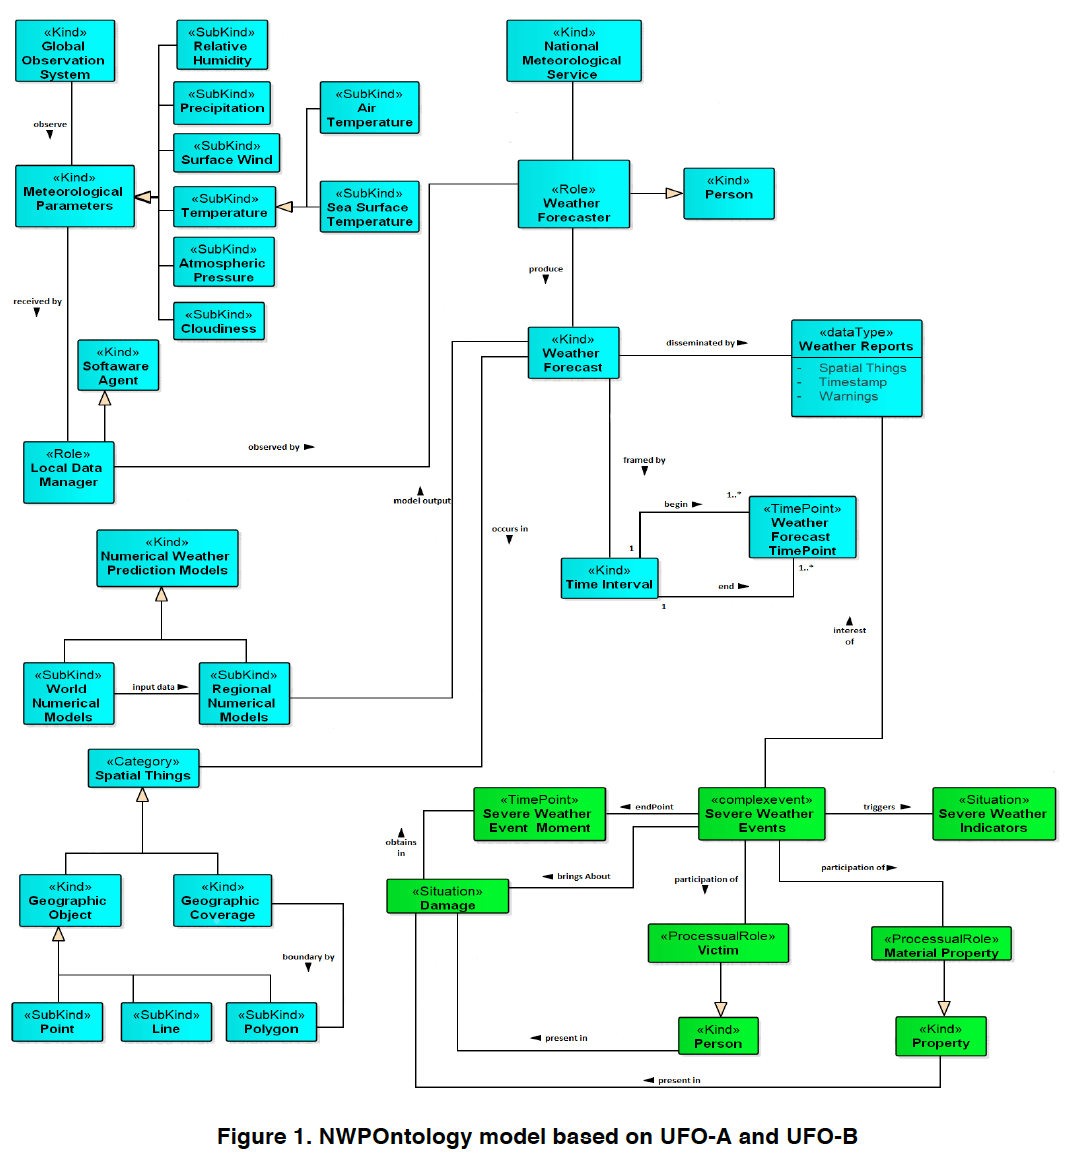 «Kind»
Global
Observation
System
«SubKind»
Relative
Humidity
«Kind»
National
Meteorological
Service
«SubKind»
Precipitation
«SubKind»
Air
Temperature
observe
«SubKind»
Surface Wind
«Kind»
Meteorological
Parameters
«SubKind»
Temperature
«SubKind»
Sea Surface
Temperature
«Role»
Weather
Forecaster
«Kind»
Person
«SubKind»
Atmospheric
Pressure
produce
received by
«SubKind»
Cloudiness
«Kind»
Softaware
Agent
«Kind»
Weather
Forecast
disseminated by
«dataType»
Weather Reports
- Spatial Things
- Timestamp
- Warnings
«Role»
Local Data
Manager
observed by
framed by
model output
begin
1..*
1
«TimePoint»
Weather
Forecast
TimePoint
occurs in
1..*
«Kind»
Time Interval
end
1
«Kind»
Numerical Weather
Prediction Models
interest
of
«SubKind»
World
Numerical
Models
input data
«SubKind»
Regional
Numerical
Models
«Category»
Spatial Things
«TimePoint»
Severe Weather
Event Moment
endPoint
«complexevent»
Severe Weather
Events
triggers
«Situation»
Severe Weather
Indicators
obtains
in
brings About
participation of
participation of
«Kind»
Geographic
Object
«Kind»
Geographic
Coverage
«Situation»
Damage
«ProcessualRole»
Victim
«ProcessualRole»
Material Property
boundary by
«SubKind»
Point
«SubKind»
Line
«SubKind»
Polygon
«Kind»
Person
«Kind»
Property
present in
present in
Figure 1. NWPOntology model based on UFO-A and UFO-B